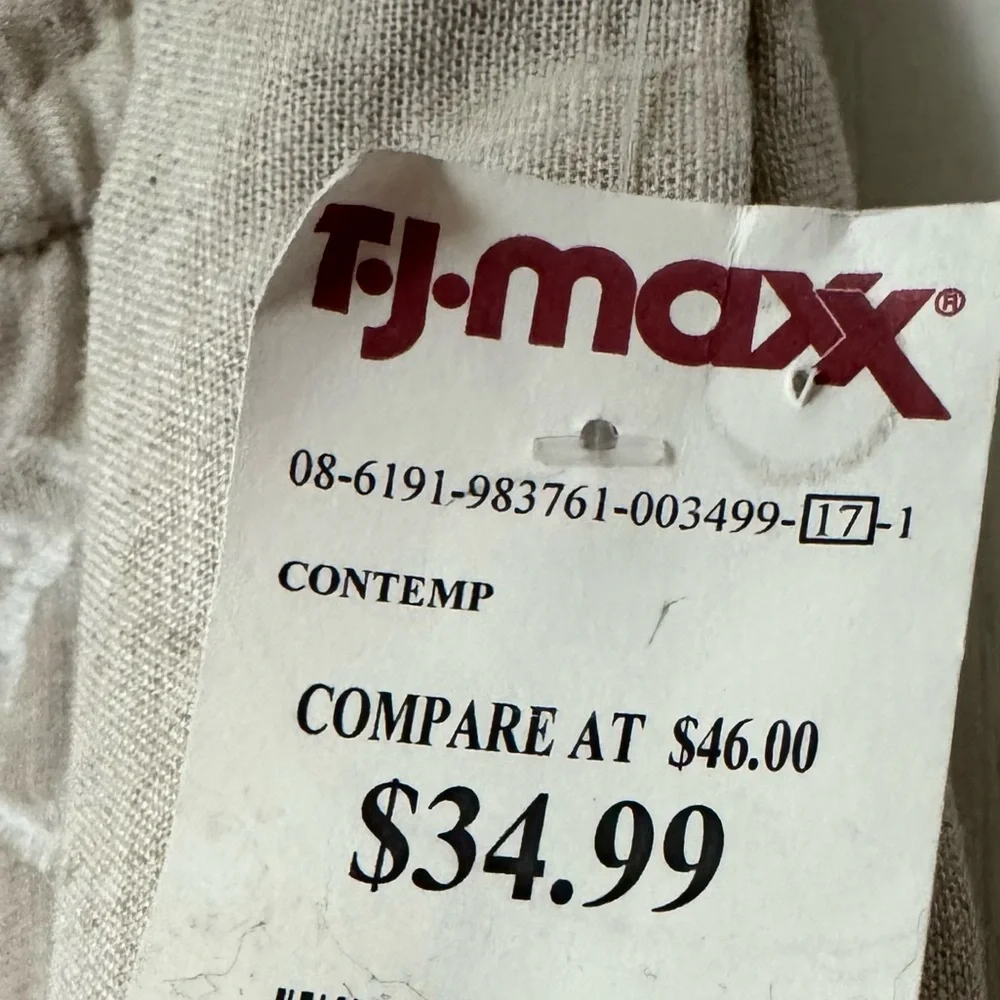 T·J·maxx®
08-6191-983761-003499-17-1
CONTEMP
COMPARE AT $46.00
$34.99